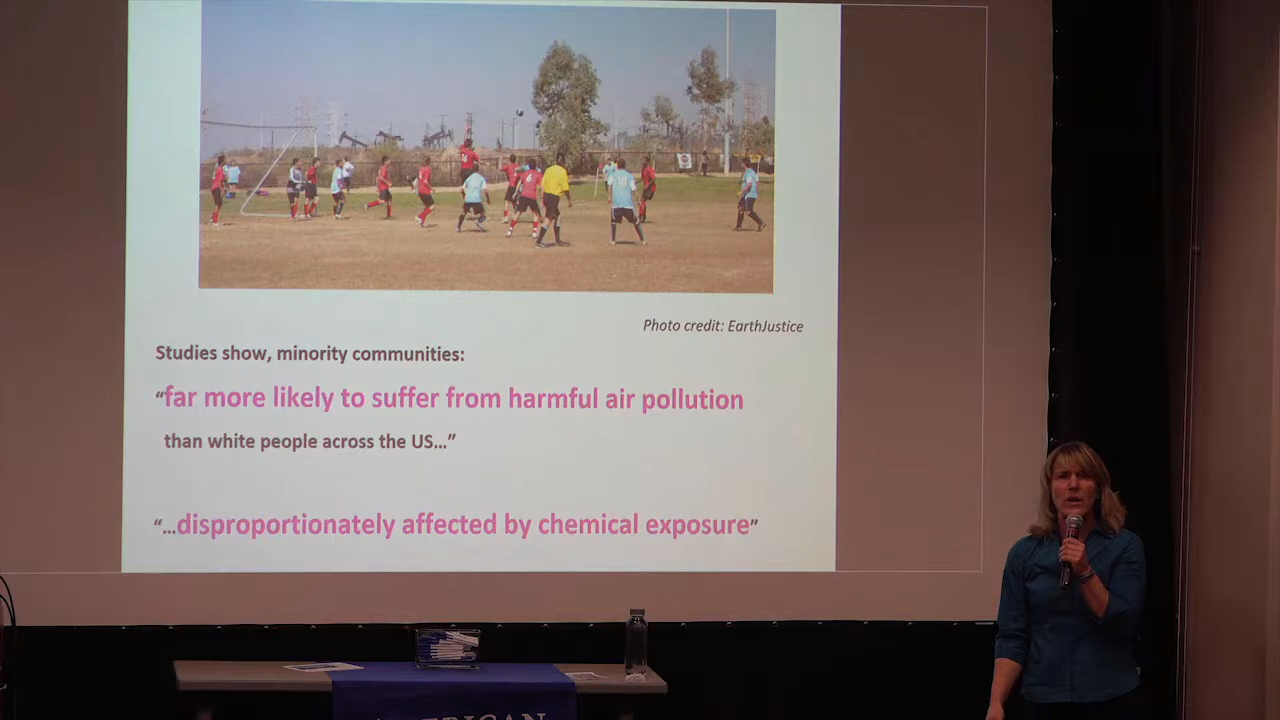 Photo credit: EarthJustice
Studies show, minority communities:
“far more likely to suffer from harmful air pollution
than white people across the US...”
“...disproportionately affected by chemical exposure”